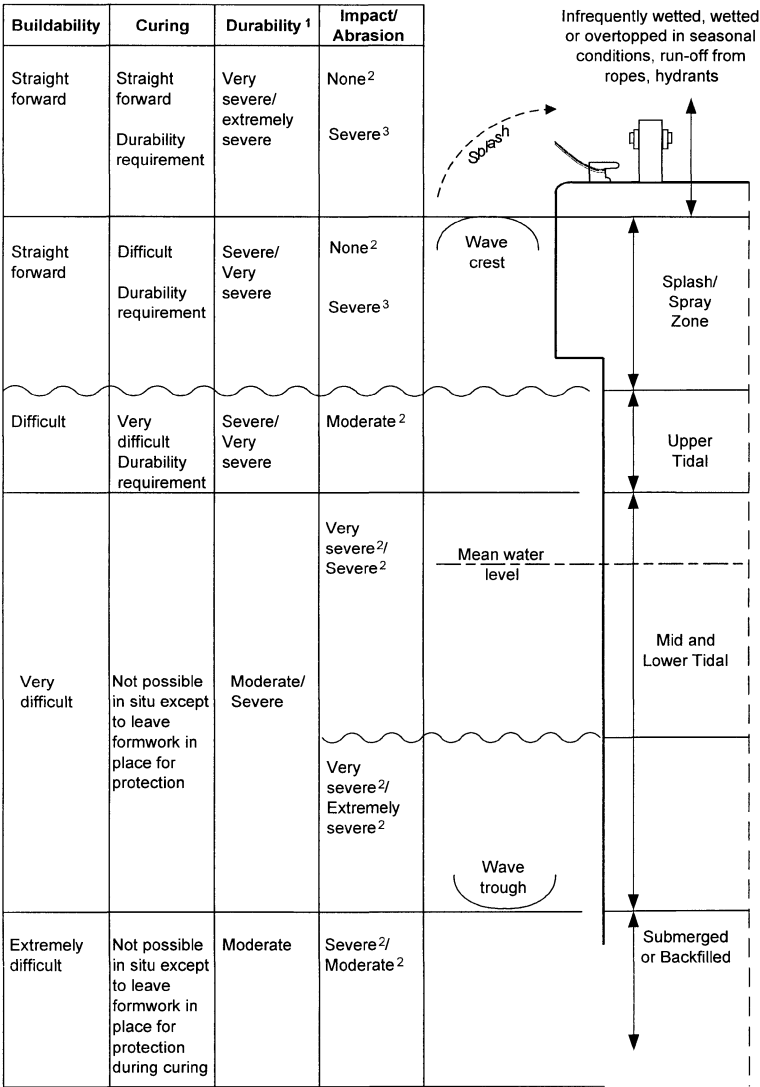 Buildability
Curing
Durability 1
Impact/
Abrasion
Infrequently wetted, wetted
or overtopped in seasonal
conditions, run-off from
ropes, hydrants
Straight
forward
Straight
forward
Durability
requirement
Very
severe/
extremely
severe
None 2
Severe 3
Splash
Straight
forward
Difficult
Durability
requirement
Severe/
Very
severe
None 2
Severe 3
Wave
crest
Splash/
Spray
Zone
Difficult
Very
difficult
Durability
requirement
Severe/
Very
severe
Moderate 2
Upper
Tidal
Very
difficult
Not possible
in situ except
to leave
formwork in
place for
protection
Moderate/
Severe
Very
severe 2/
Severe 2
Mean water
level
Mid and
Lower Tidal
Very
severe 2/
Extremely
severe 2
Wave
trough
Extremely
difficult
Not possible
in situ except
to leave
formwork in
place for
protection
during curing
Moderate
Severe 2/
Moderate 2
Submerged
or Backfilled